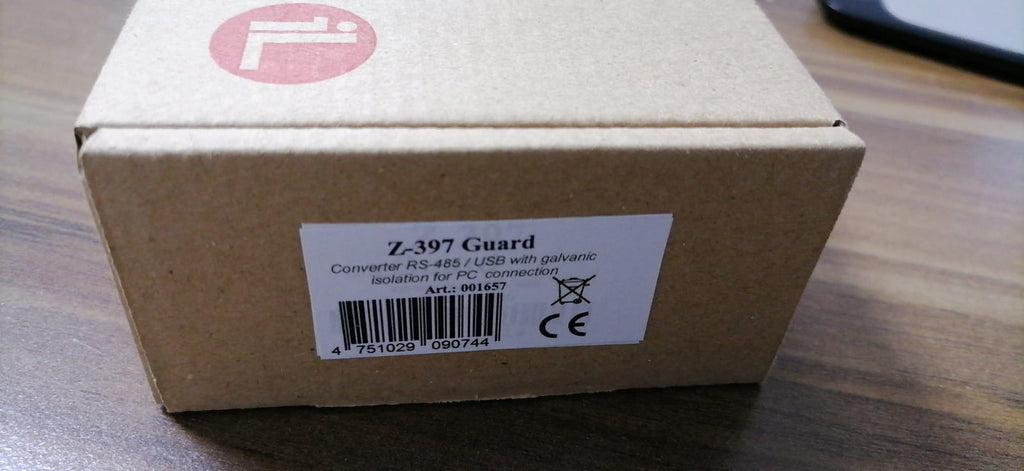 Z-397 Guard
Converter RS-485 / USB with galvanic
isolation for PC connection
Art.: 001657
4 751029 090744
CE